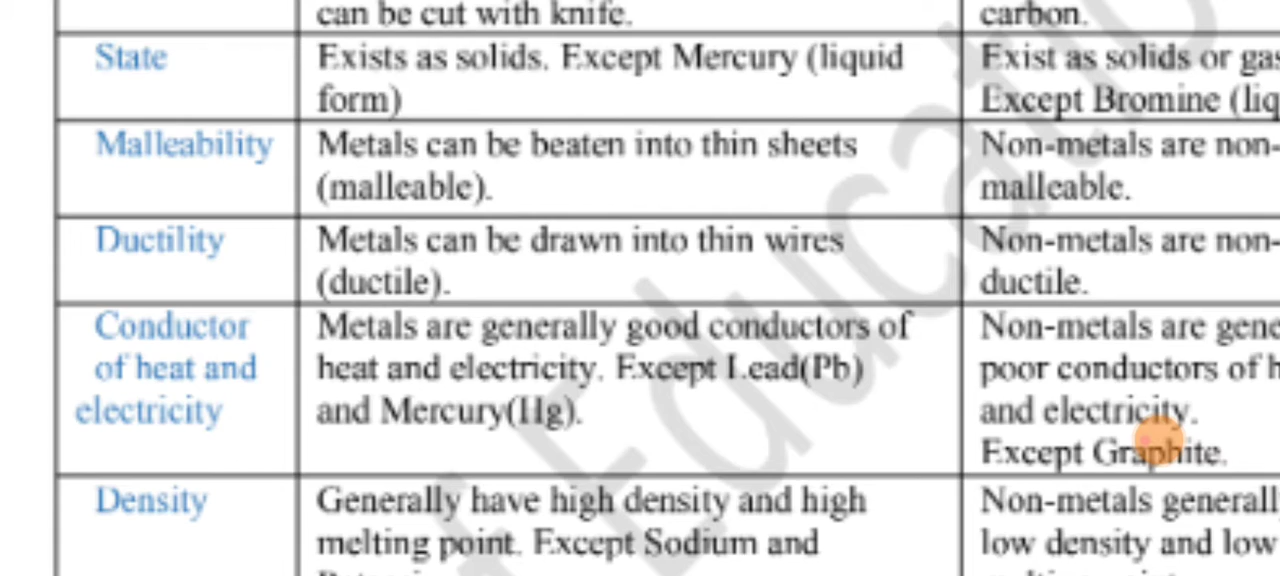 can be cut with knife.
carbon.
State
Exists as solids. Except Mercury (liquid
form)
Exist as solids or gas
Except Bromine (liq
Malleability
Metals can be beaten into thin sheets
(malleable).
Non-metals are non-
malleable.
Ductility
Metals can be drawn into thin wires
(ductile).
Non-metals are non-
ductile.
Conductor
of heat and
electricity
Metals are generally good conductors of
heat and electricity. Except Lead(Pb)
and Mercury(Hg).
Non-metals are gene
poor conductors of h
and electricity.
Except Graphite.
Density
Generally have high density and high
melting point. Except Sodium and
Non-metals generall
low density and low